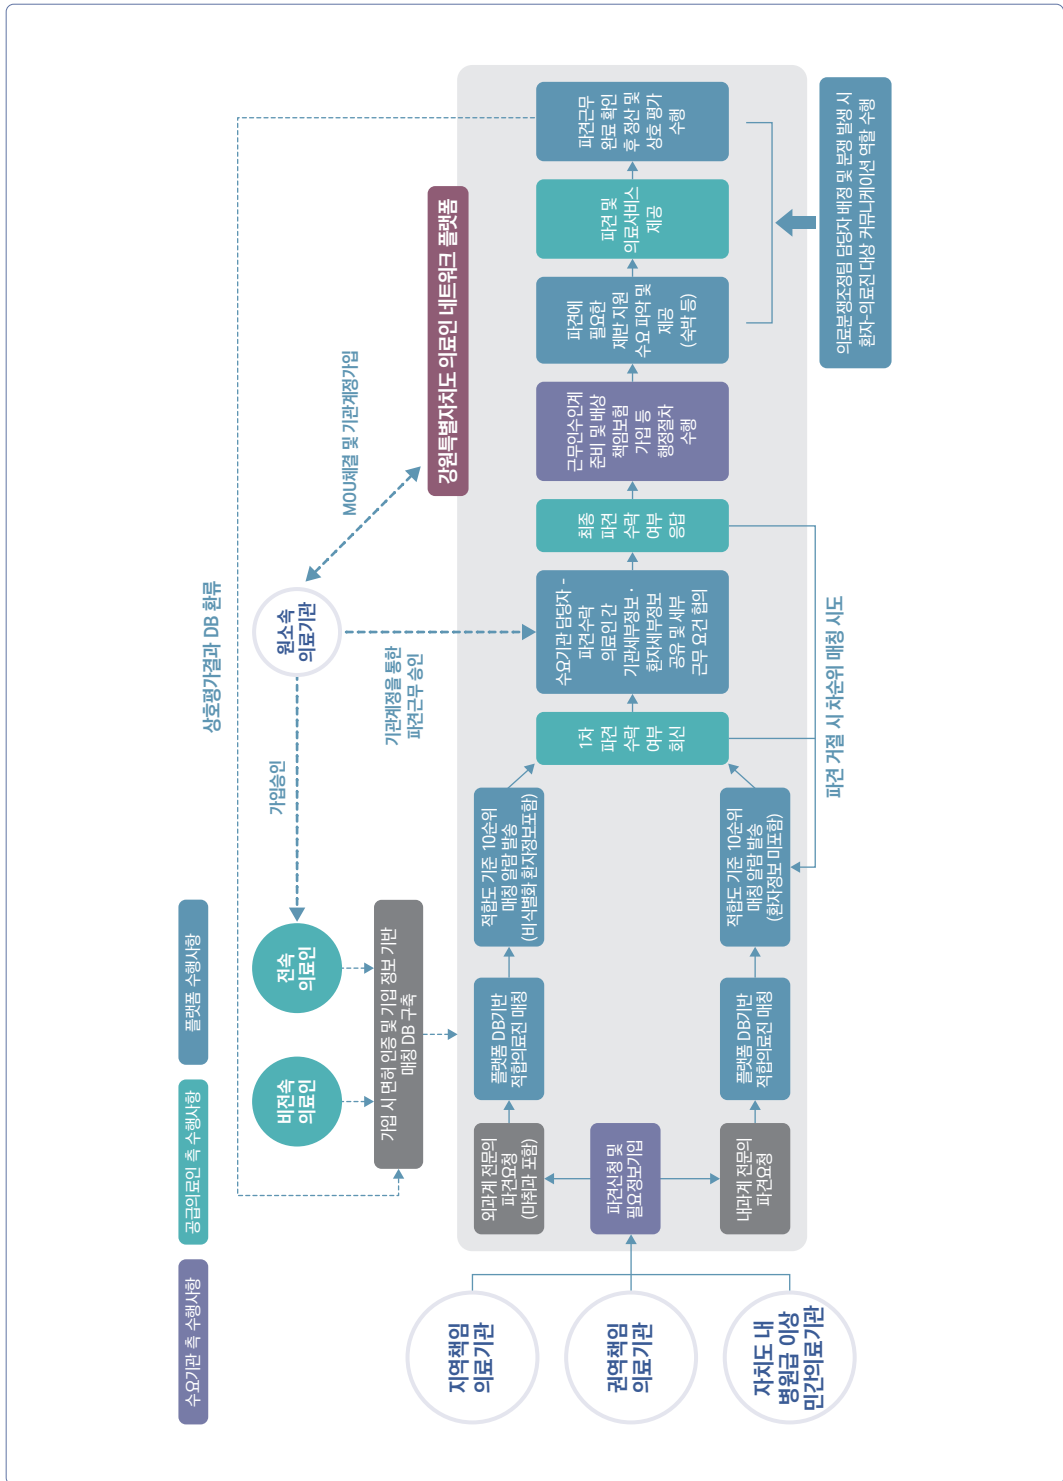 수요기관 측 수행사항
공급의료인 측 수행사항
플랫폼 수행사항
상호평가결과 DB 환류
비전속
의료인
전속
의료인
가입승인
원소속
의료기관
MOU체결 및 기관계정가입
기관계정을 통한
파견근무 승인
가입 시 면허 인증 및 기입 정보 기반
매칭 DB 구축
강원특별자치도 의료인 네트워크 플랫폼
지역책임
의료기관
권역책임
의료기관
자치도 내
병원급 이상
민간의료기관
파견신청 및
필요정보기입
외과계 전문의
파견요청
(마취과 포함)
플랫폼 DB기반
적합의료진 매칭
적합도 기준 10순위
매칭 알람 발송
(비식별화 환자정보포함)
내과계 전문의
파견요청
플랫폼 DB기반
적합의료진 매칭
적합도 기준 10순위
매칭 알람 발송
(환자정보 미포함)
1차
파견
수락
여부
회신
수요기관 담당자 -
파견수락
의료인 간
기관세부정보 ·
환자세부정보
공유 및 세부
근무 요건 협의
최종
파견
수락
여부
응답
근무인수인계
준비 및 배상
책임보험
가입 등
행정절차
수행
파견에
필요한
제반 지원
수요 파악 및
제공
(숙박 등)
파견 및
의료서비스
제공
파견근무
완료 확인
후 정산 및
상호 평가
수행
파견 거절 시 차순위 매칭 시도
의료분쟁조정팀 담당자 배정 및 분쟁 발생 시
환자-의료진 대상 커뮤니케이션 역할 수행